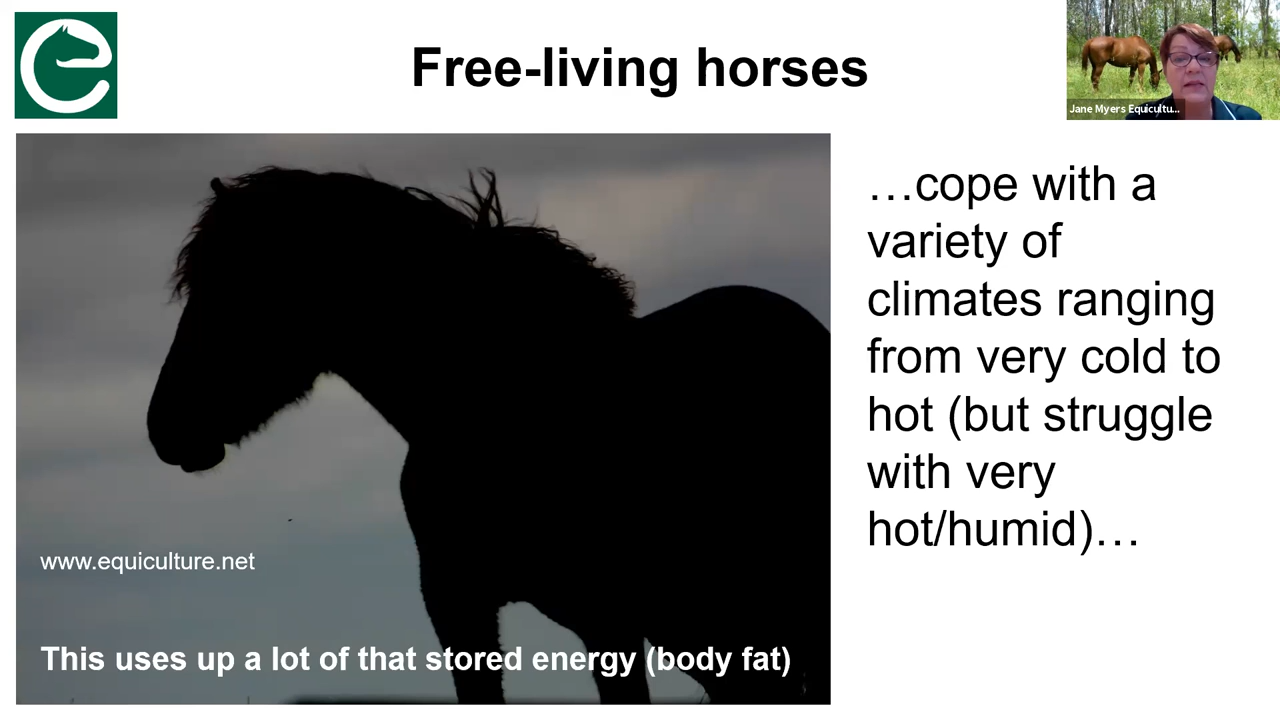 Free-living horses
Jane Myers Equicultu...
…cope with a
variety of
climates ranging
from very cold to
hot (but struggle
with very
hot/humid)…
www.equiculture.net
This uses up a lot of that stored energy (body fat)